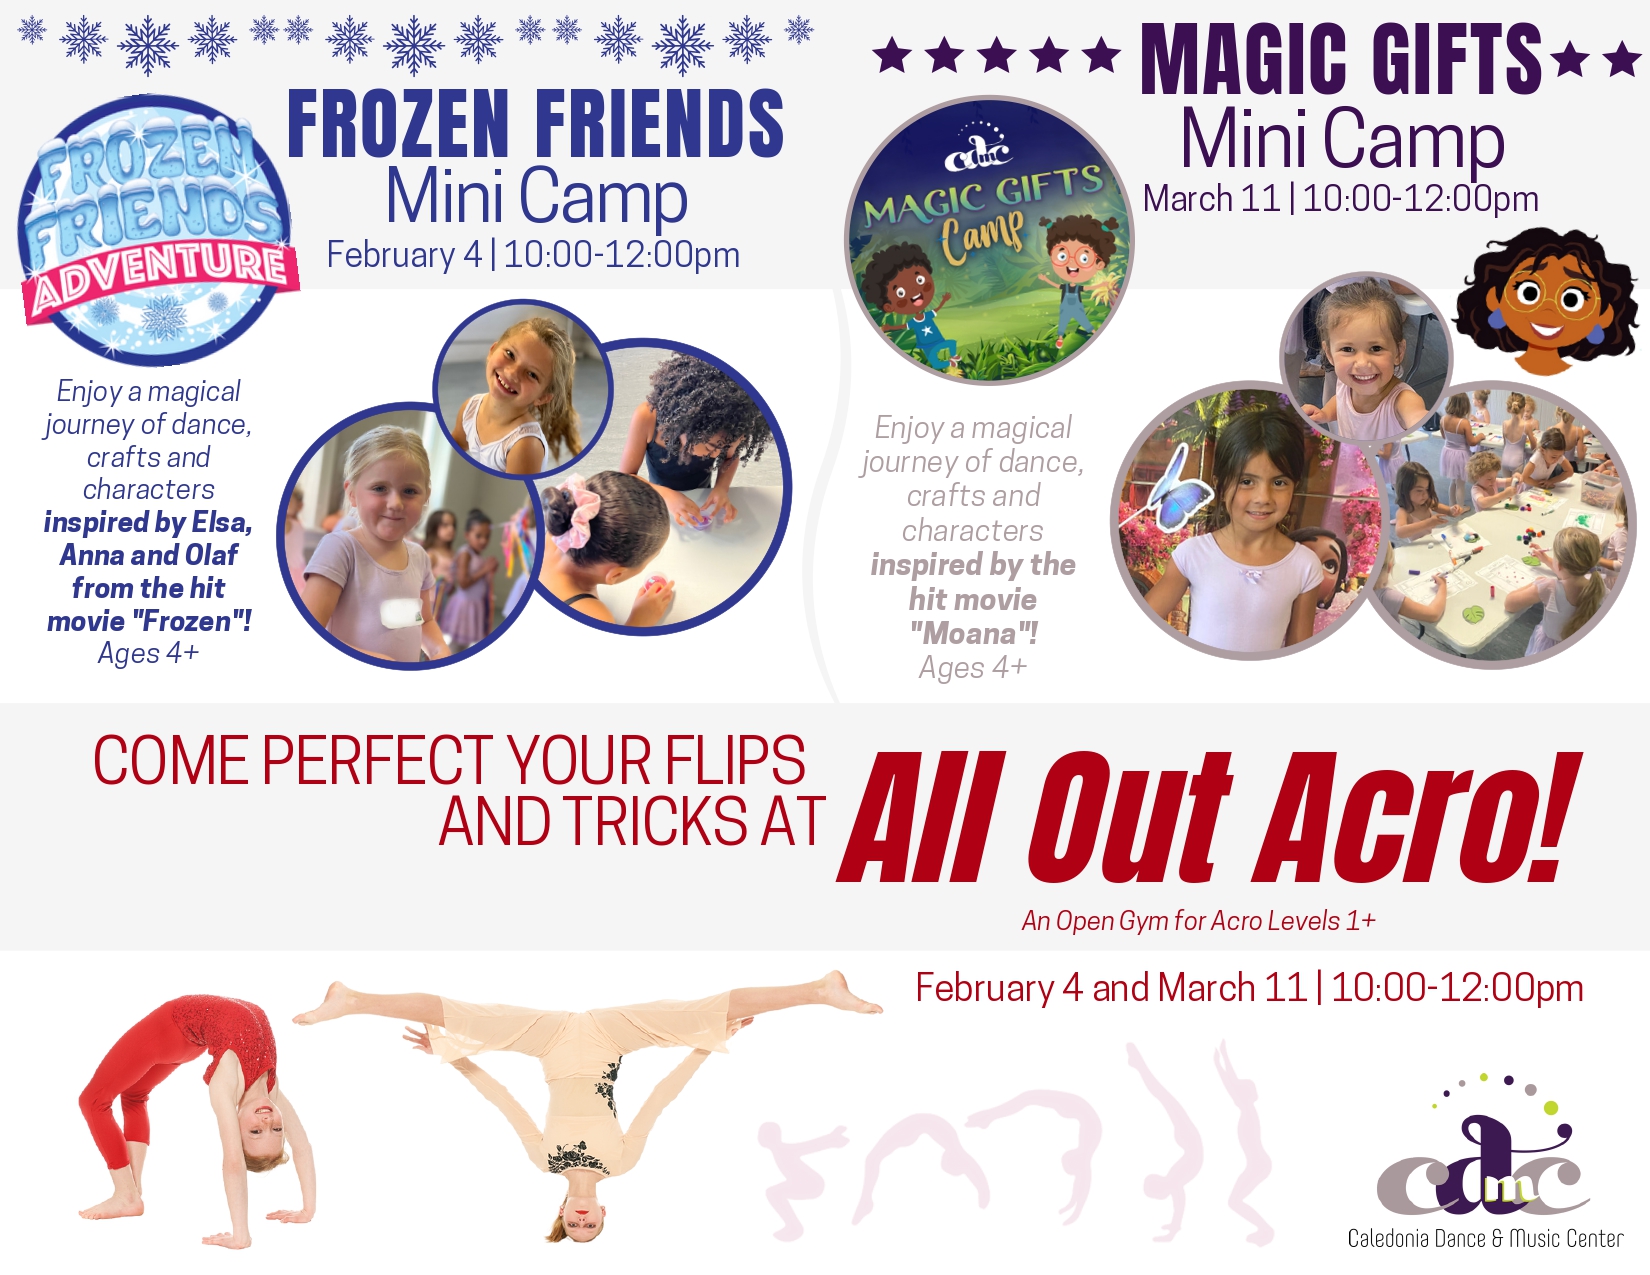 FROZEN FRIENDS
Mini Camp
February 4 | 10:00-12:00pm
FROZEN
FRIENDS
ADVENTURE
Enjoy a magical
journey of dance,
crafts and
characters
inspired by Elsa,
Anna and Olaf
from the hit
movie "Frozen"!
Ages 4+
MAGIC GIFTS
Mini Camp
March 11 | 10:00-12:00pm
cdmc
MAGIC GIFTS
Camp
Enjoy a magical
journey of dance,
crafts and
characters
inspired by the
hit movie
"Moana"!
Ages 4+
COME PERFECT YOUR FLIPS
AND TRICKS AT
All Out Acro!
An Open Gym for Acro Levels 1+
February 4 and March 11 | 10:00-12:00pm
cdmc
Caledonia Dance & Music Center